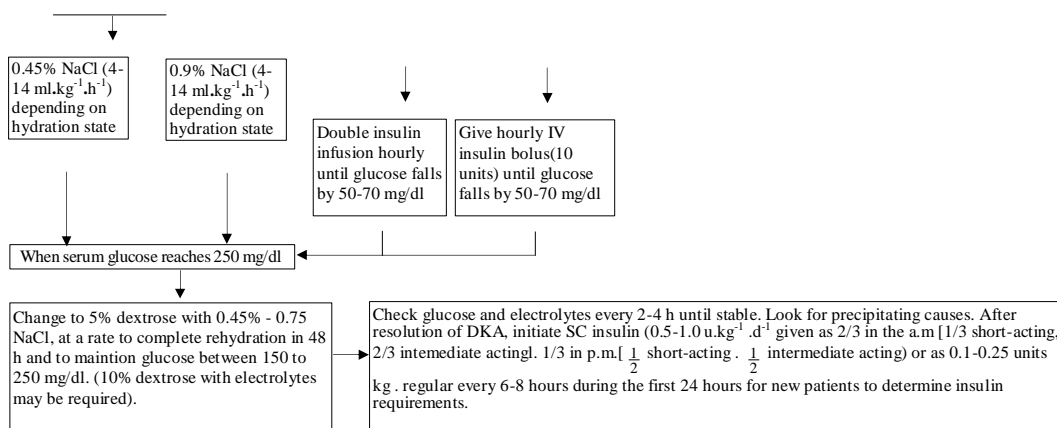 0.45% NaCl (4-
14 ml.kg⁻¹.h⁻¹)
depending on
hydration state
0.9% NaCl (4-
14 ml.kg⁻¹.h⁻¹)
depending on
hydration state
Double insulin
infusion hourly
until glucose falls
by 50-70 mg/dl
Give hourly IV
insulin bolus(10
units) until glucose
falls by 50-70 mg/dl
When serum glucose reaches 250 mg/dl
Change to 5% dextrose with 0.45% - 0.75
NaCl, at a rate to complete rehydration in 48
h and to maintion glucose between 150 to
250 mg/dl. (10% dextrose with electrolytes
may be required).
Check glucose and electrolytes every 2-4 h until stable. Look for precipitating causes. After
resolution of DKA, initiate SC insulin (0.5-1.0 u.kg⁻¹ .d⁻¹ given as 2/3 in the a.m [1/3 short-acting,
2/3 intemediate actingl. 1/3 in p.m.[ 1/2 short-acting . 1/2 intermediate acting) or as 0.1-0.25 units
kg . regular every 6-8 hours during the first 24 hours for new patients to determine insulin
requirements.